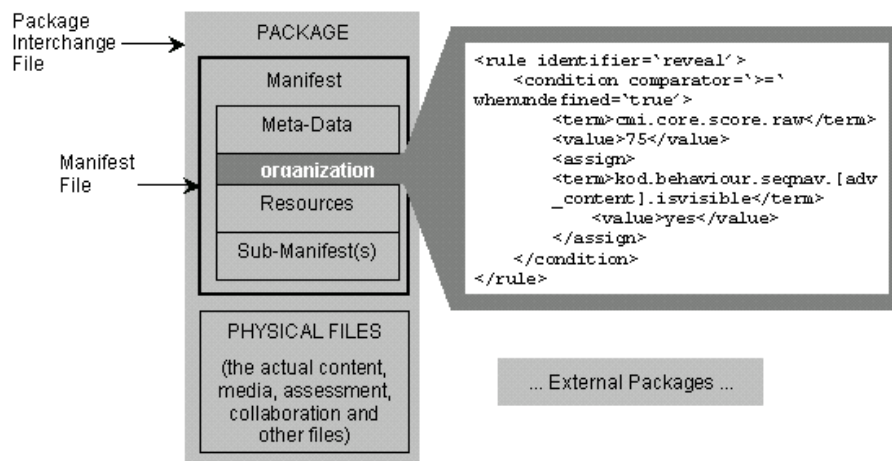 Package
Interchange
File
PACKAGE
Manifest
Meta-Data
Manifest
File
organization
Resources
Sub-Manifest(s)
PHYSICAL FILES
(the actual content,
media, assessment,
collaboration and
other files)
<rule identifier=`reveal´>
<condition comparator=`>=`
whenundefined=`true´>
<term>cmi.core.score.raw</term>
<value>75</value>
<assign>
<term>kod.behaviour.seqnav.[adv
_content].isvisible</term>
<value>yes</value>
</assign>
</condition>
</rule>
... External Packages ...